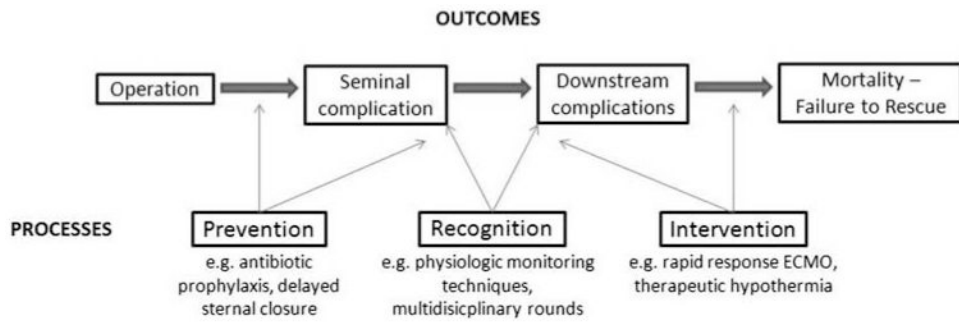 OUTCOMES
Operation
Seminal
complication
Downstream
complications
Mortality –
Failure to Rescue
PROCESSES
Prevention
e.g. antibiotic
prophylaxis, delayed
sternal closure
Recognition
e.g. physiologic monitoring
techniques,
multidisicplinary rounds
Intervention
e.g. rapid response ECMO,
therapeutic hypothermia